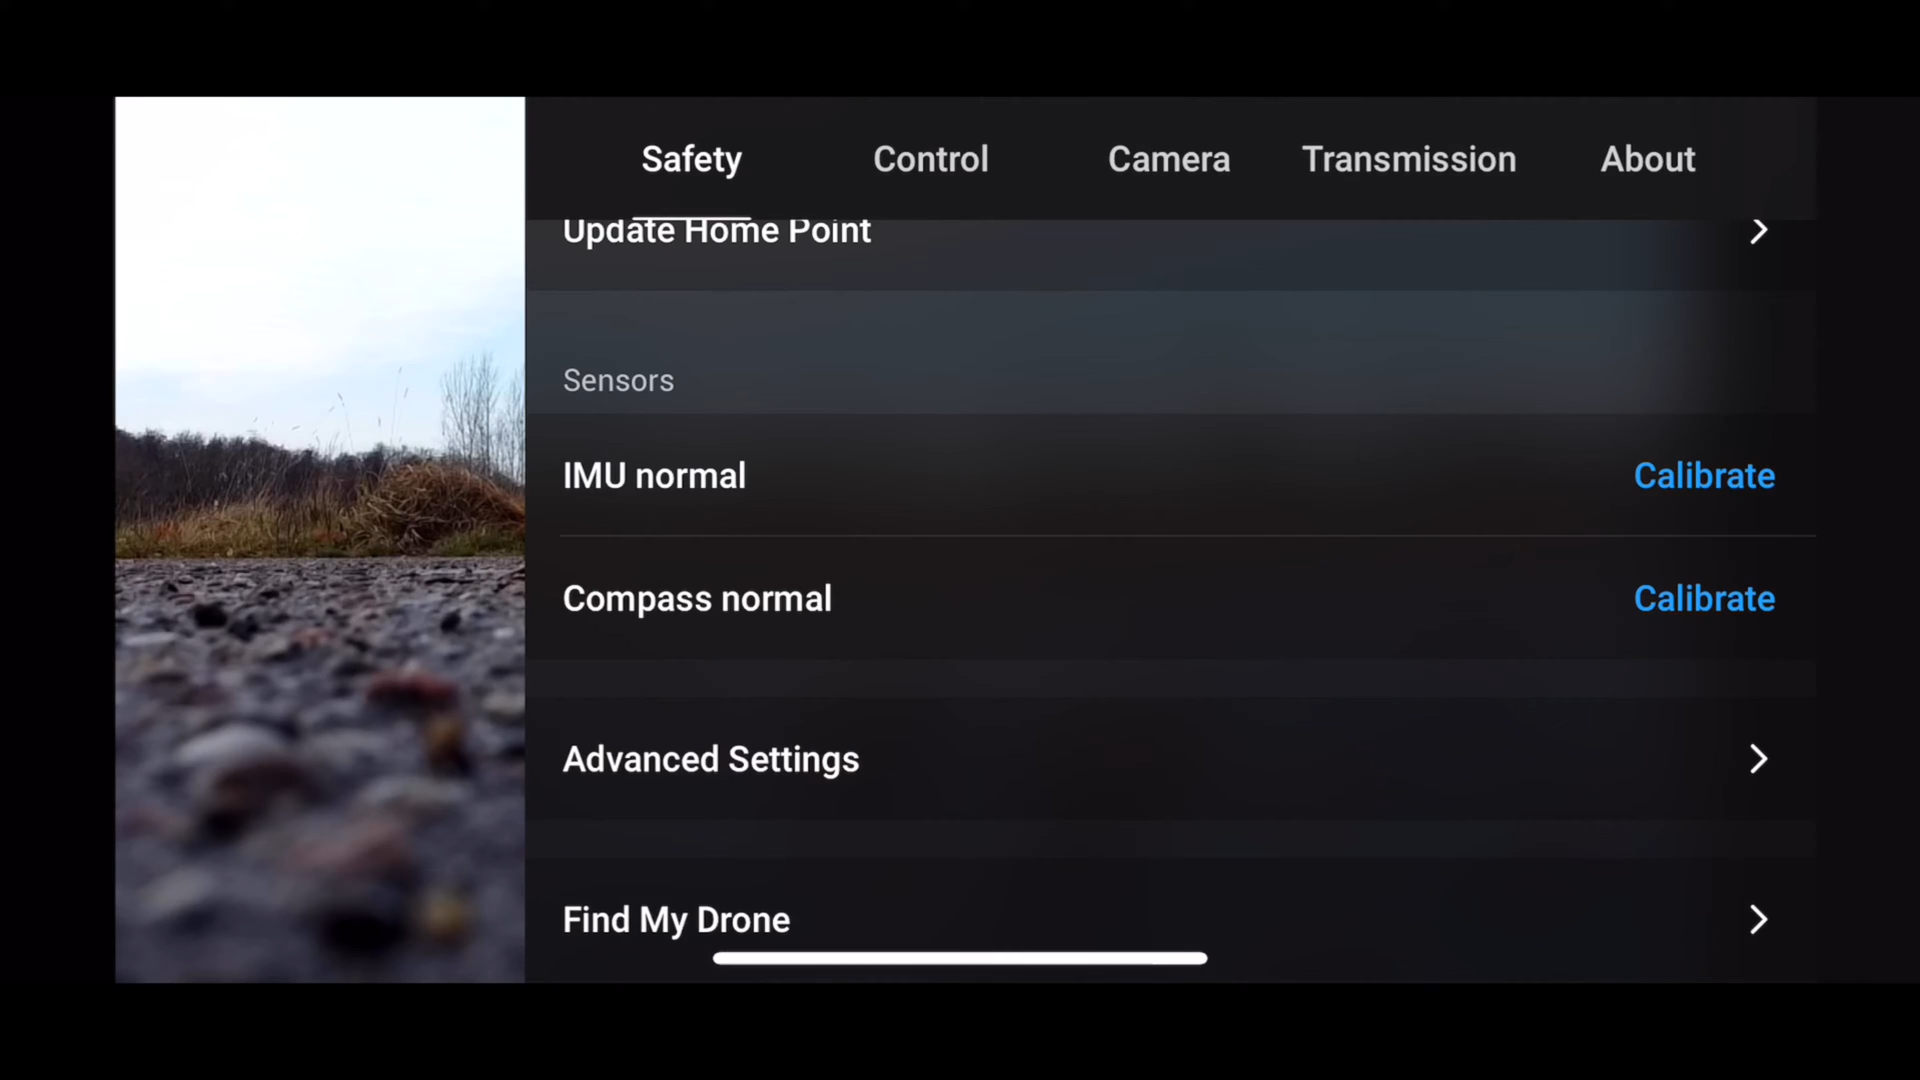 Safety Control Camera Transmission About
Update Home Point
Sensors
IMU normal Calibrate
Compass normal Calibrate
Advanced Settings
Find My Drone